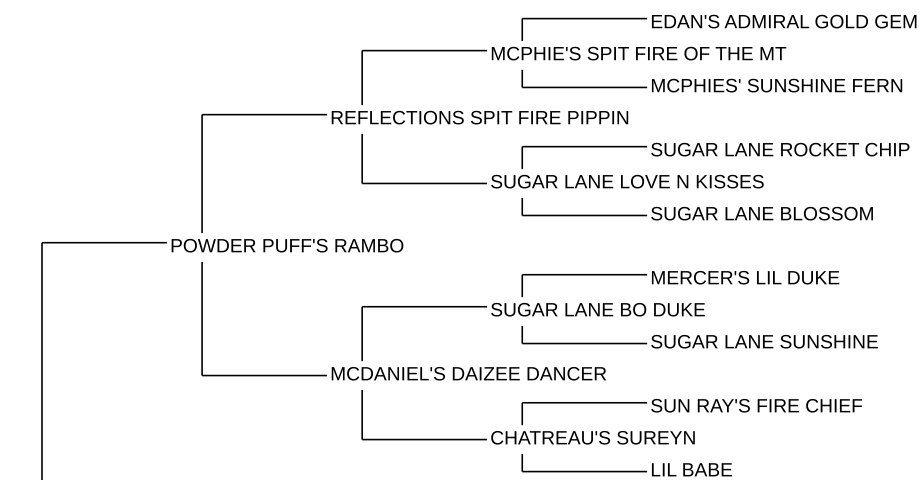 EDAN'S ADMIRAL GOLD GEM
MCPHIE'S SPIT FIRE OF THE MT
MCPHIES' SUNSHINE FERN
REFLECTIONS SPIT FIRE PIPPIN
SUGAR LANE ROCKET CHIP
SUGAR LANE LOVE N KISSES
SUGAR LANE BLOSSOM
POWDER PUFF'S RAMBO
MERCER'S LIL DUKE
SUGAR LANE BO DUKE
SUGAR LANE SUNSHINE
MCDANIEL'S DAIZEE DANCER
SUN RAY'S FIRE CHIEF
CHATREAU'S SUREYN
LIL BABE